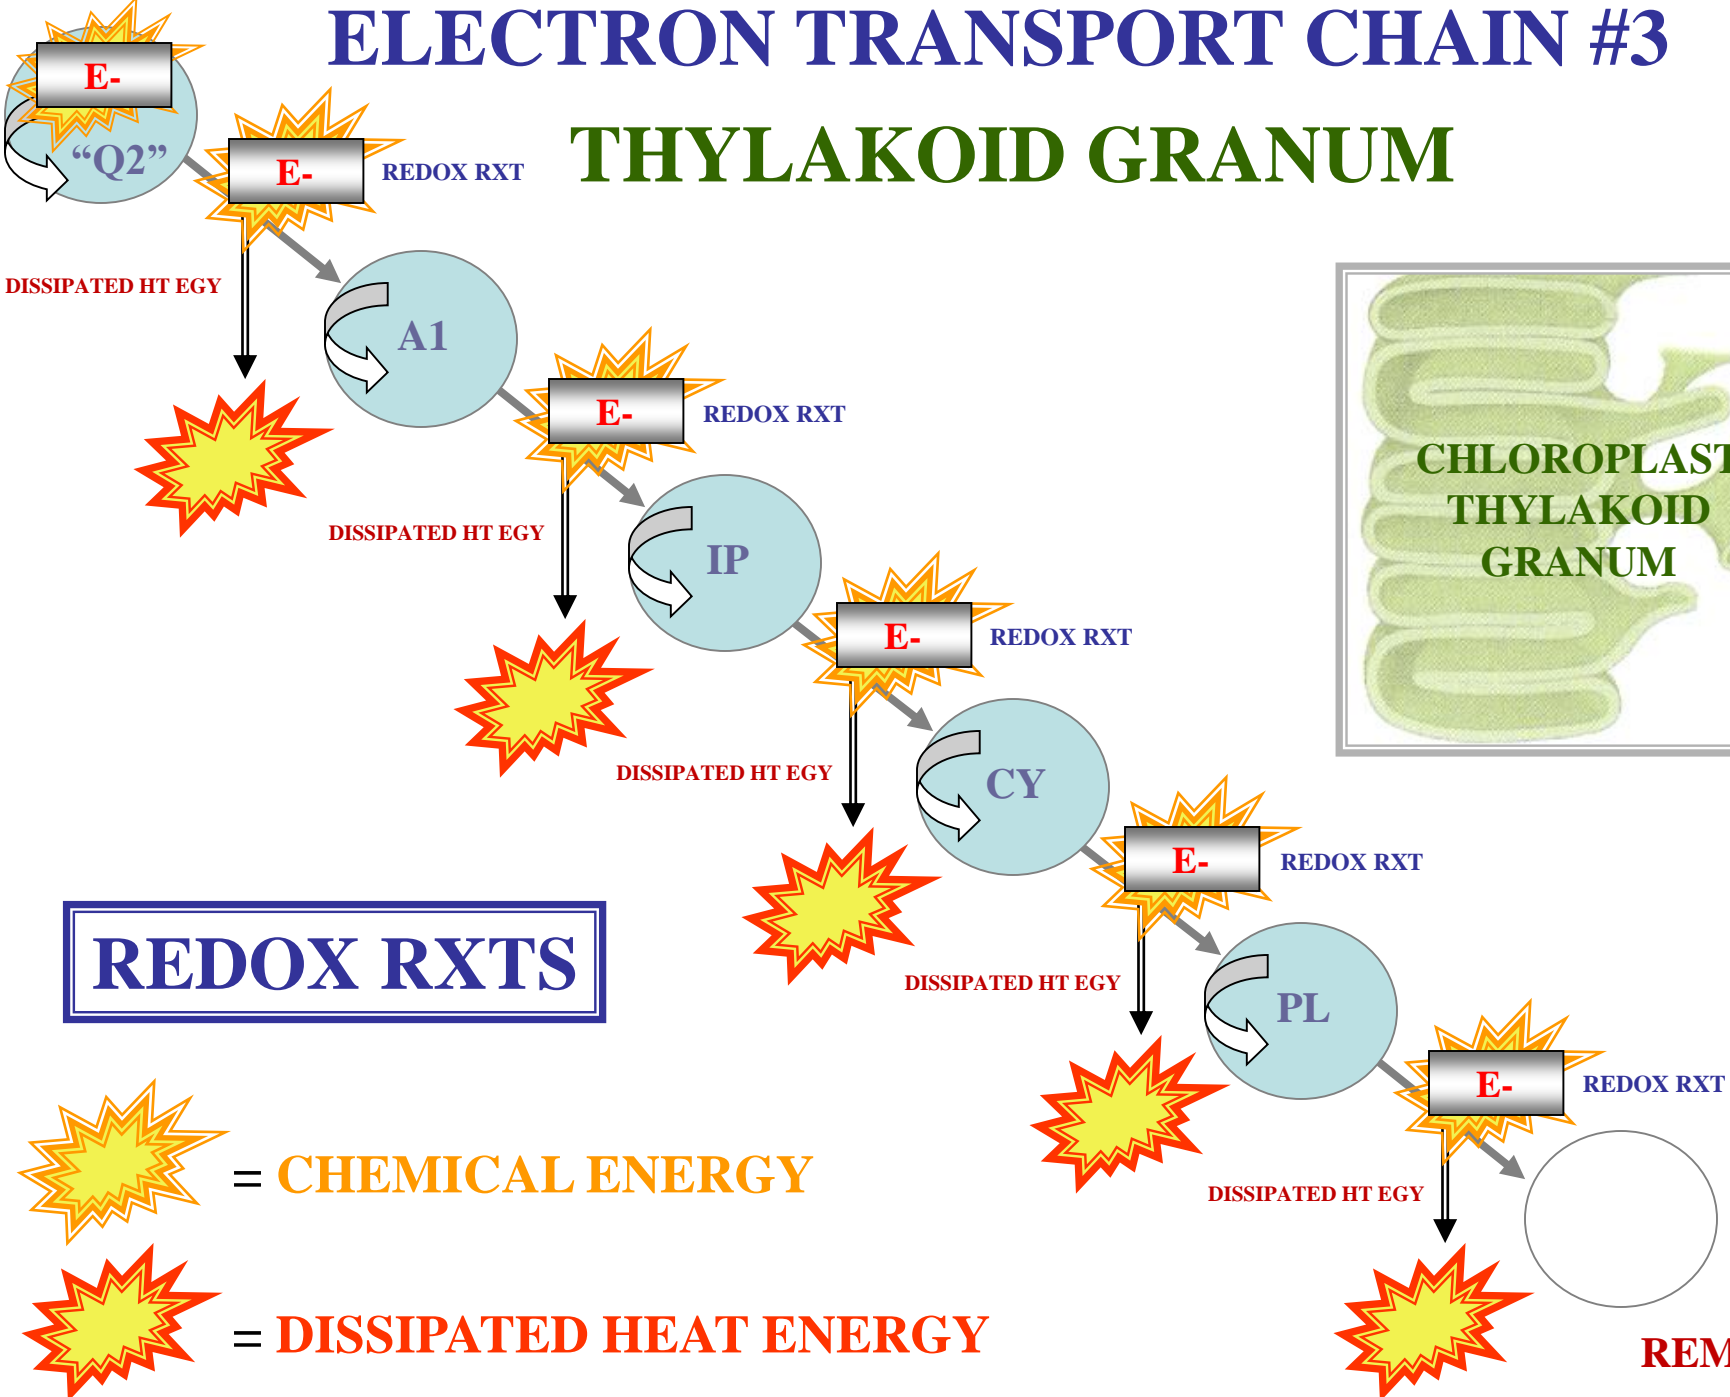 ELECTRON TRANSPORT CHAIN #3
THYLAKOID GRANUM
E-
“Q2”
E-
REDOX RXT
DISSIPATED HT EGY
A1
E-
REDOX RXT
DISSIPATED HT EGY
IP
CHLOROPLAST
THYLAKOID
GRANUM
E-
REDOX RXT
DISSIPATED HT EGY
CY
E-
REDOX RXT
DISSIPATED HT EGY
REDOX RXTS
PL
E-
REDOX RXT
DISSIPATED HT EGY
= CHEMICAL ENERGY
= DISSIPATED HEAT ENERGY
REM